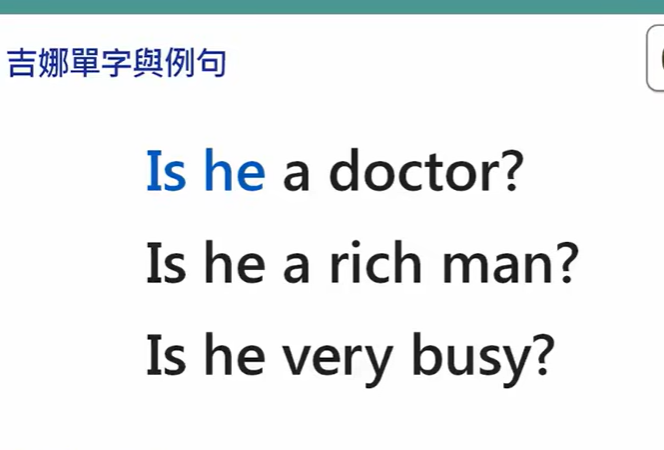 吉娜單字與例句
Is he a doctor?
Is he a rich man?
Is he very busy?